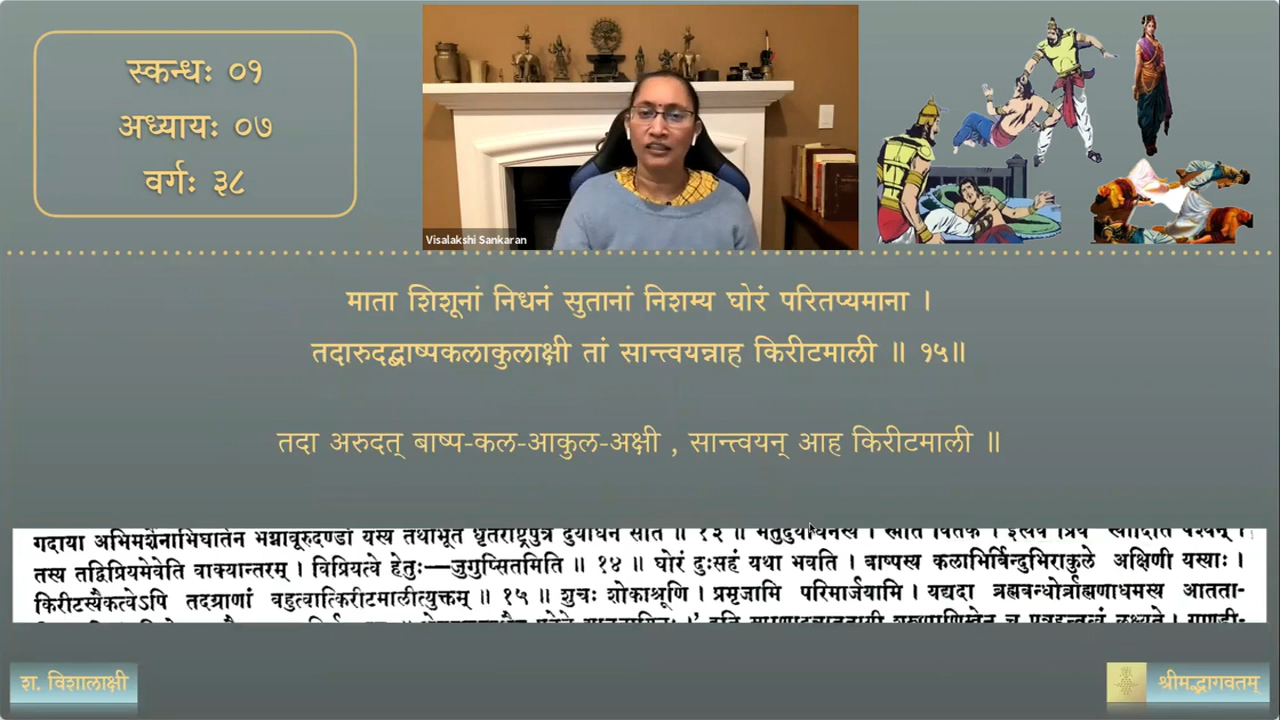 स्कन्धः ०१
अध्यायः ०७
वर्गः ३८
Visalakshi Sankaran
माता शिशूनां निधनं सुतानां निशम्य घोरं परितप्यमाना ।
तदारुदद्बाष्पकलाकुलाक्षी तां सान्त्वयन्नाह किरीटमाली ॥ १५॥
तदा अरुदत् बाष्प-कल-आकुल-अक्षी , सान्त्वयन् आह किरीटमाली ॥
गदाया अभिमर्शेनाभिघातेन भग्नावूरुदण्डौ यस्य तथाभूते धृतराष्ट्रपुत्रे दुर्योधने सति ॥ १३ ॥ भर्तुर्दुर्योधनस्य ।
तस्य तद्विप्रियमेवेति वाक्यान्तरम् । विप्रियत्वे हेतुः—जुगुप्सितमिति ॥ १४ ॥ घोरं दुःसहं यथा भवति । बाष्पस्य कलाभिर्बिन्दुभिराकुले अक्षिणी यस्याः ।
किरीटस्यैकत्वेऽपि तदग्राणां बहुत्वात्किरीटमालीत्युक्तम् ॥ १५ ॥ शुचः शोकाश्रूणि । प्रमृजामि परिमार्जयामि । यद्यदा ब्रह्मबन्धोर्ब्राह्मणाधमस्य आतता-
श. विशालाक्षी
श्रीमद्भागवतम्